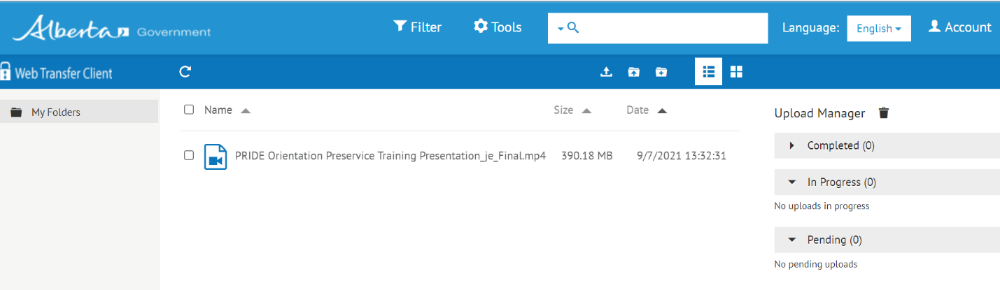 Alberta Government
Filter
Tools
Language:
English
Account
Web Transfer Client
My Folders
Name
Size
Date
PRIDE Orientation Preservice Training Presentation_je_Final.mp4
390.18 MB
9/7/2021 13:32:31
Upload Manager
Completed (0)
In Progress (0)
No uploads in progress
Pending (0)
No pending uploads